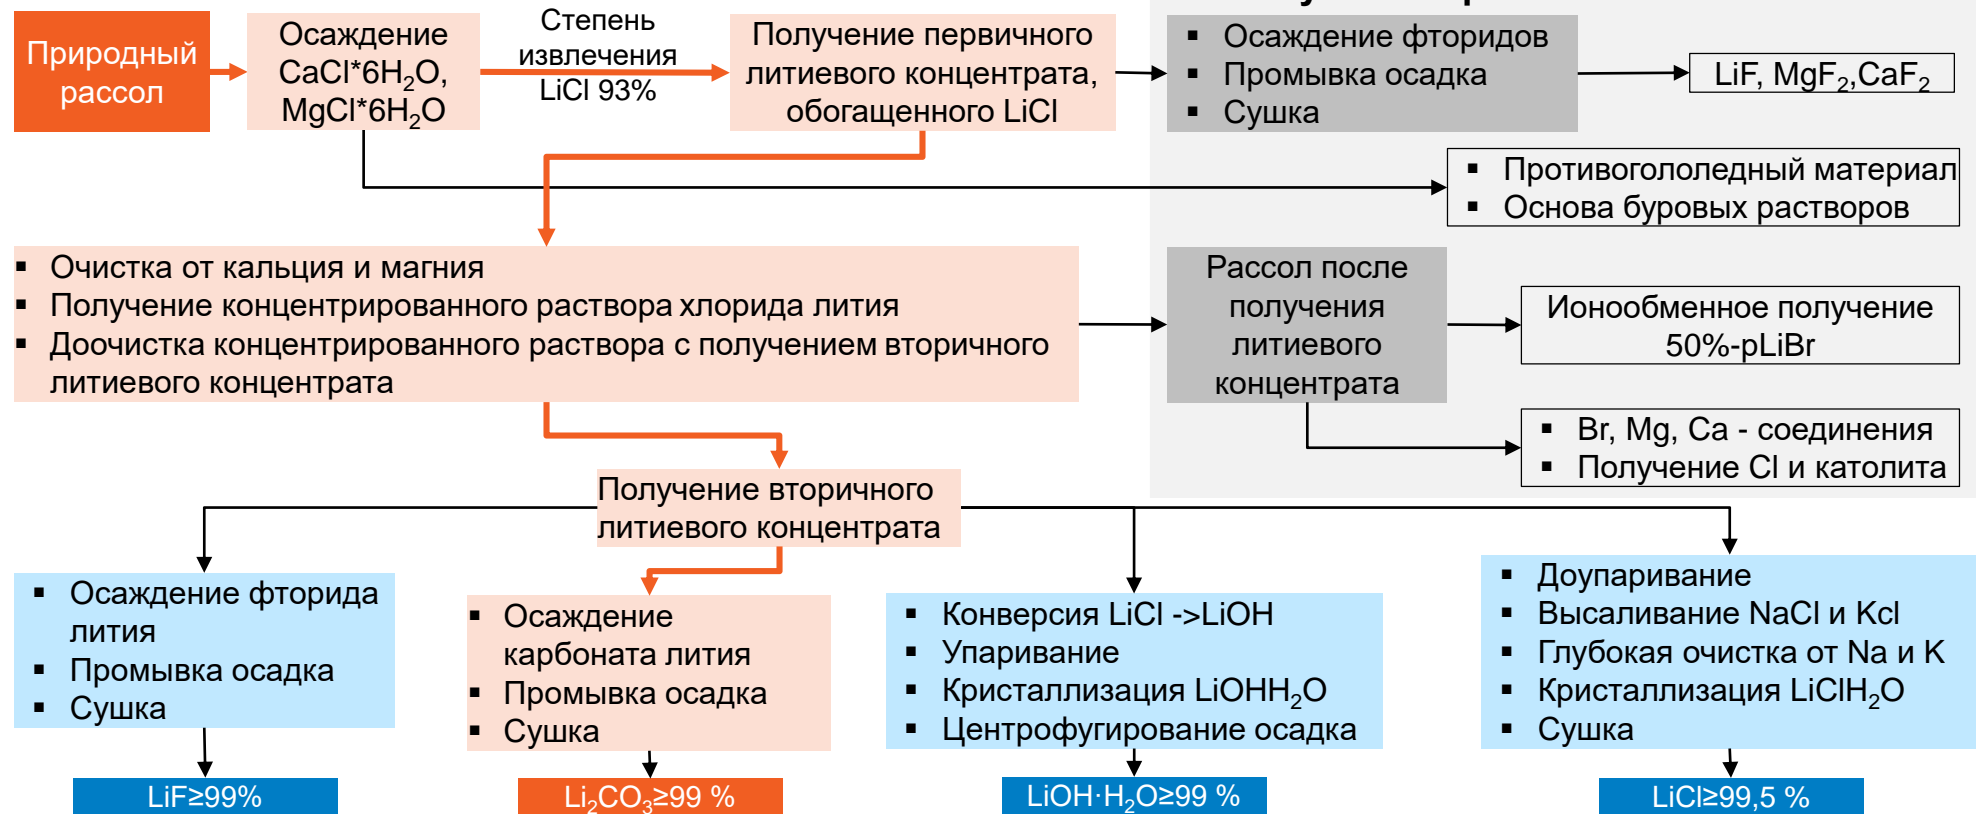 Природный
рассол
Осаждение
CaCl*6H₂O,
MgCl*6H₂O
Степень
извлечения
LiCl 93%
Получение первичного
литиевого концентрата,
обогащенного LiCl
▪ Осаждение фторидов
▪ Промывка осадка
▪ Сушка
LiF, MgF₂,CaF₂
▪ Противогололедный материал
▪ Основа буровых растворов
▪ Очистка от кальция и магния
▪ Получение концентрированного раствора хлорида лития
▪ Доочистка концентрированного раствора с получением вторичного
литиевого концентрата
Рассол после
получения
литиевого
концентрата
Ионообменное получение
50%-рLiBr
▪ Br, Mg, Ca - соединения
▪ Получение Cl и католита
Получение вторичного
литиевого концентрата
▪ Осаждение фторида
лития
▪ Промывка осадка
▪ Сушка
▪ Осаждение
карбоната лития
▪ Промывка осадка
▪ Сушка
▪ Конверсия LiCl ->LiOH
▪ Упаривание
▪ Кристаллизация LiOHH₂O
▪ Центрофугирование осадка
▪ Доупаривание
▪ Высаливание NaCl и Kcl
▪ Глубокая очистка от Na и K
▪ Кристаллизация LiClH₂O
▪ Сушка
LiF≥99%
Li₂CO₃≥99 %
LiOH·H₂O≥99 %
LiCl≥99,5 %